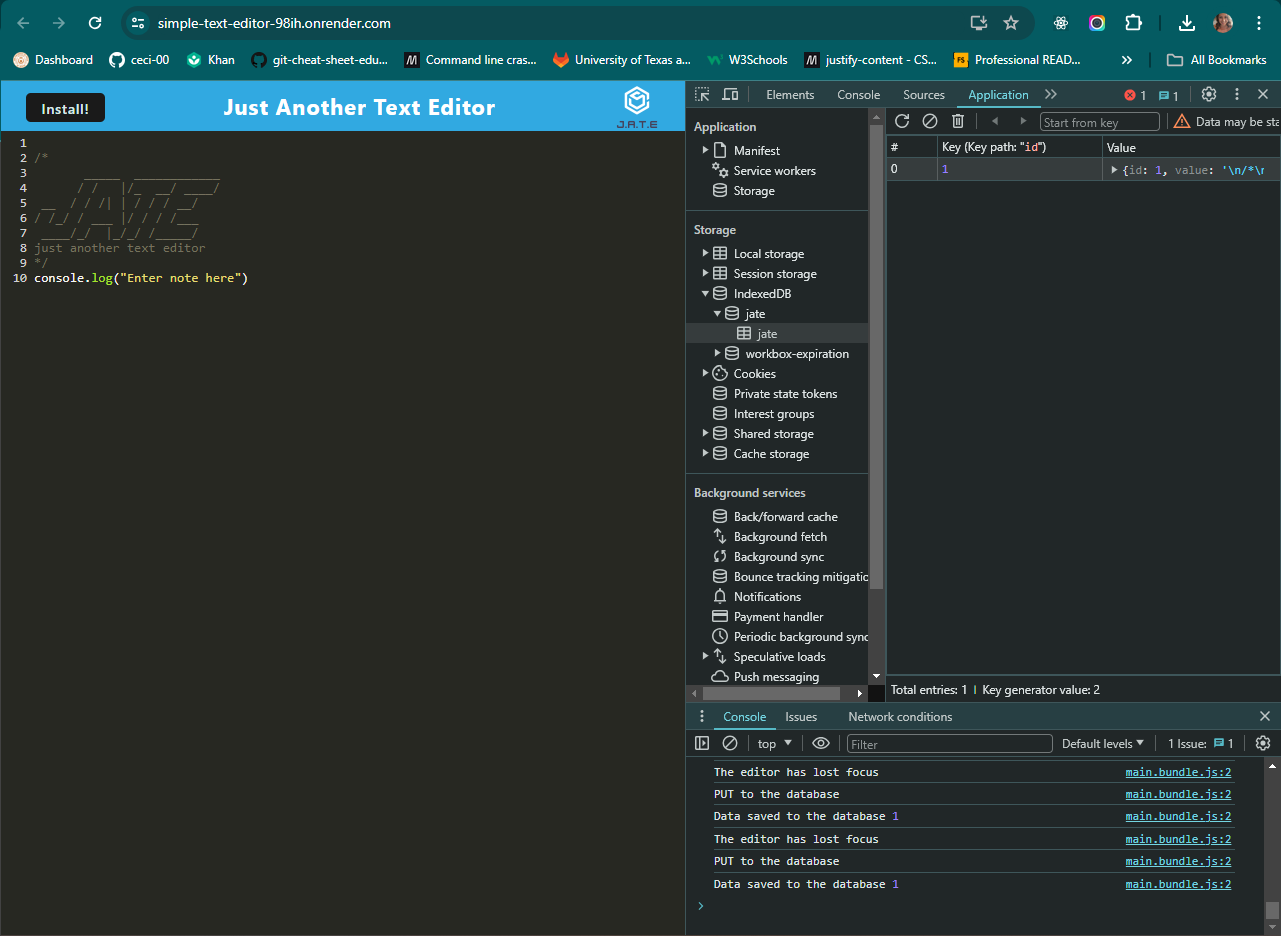 simple-text-editor-98ih.onrender.com
Dashboard ceci-00 Khan git-cheat-sheet-edu... Command line cras... University of Texas a... W3Schools justify-content - CS... Professional READ... » All Bookmarks
Install! Just Another Text Editor J.A.T.E
Elements Console Sources Application 1 1
1
2 /*
3      _____  ____________
4     / /   |/_  __/ ____/
5 __  / / /| | / / / __/
6 / /_/ / ___ |/ / / /___
7 ____/_/  |_/_/ /_____/
8 just another text editor
9 */
10 console.log("Enter note here")
Application
Manifest
Service workers
Storage
Storage
Local storage
Session storage
IndexedDB
jate
jate
workbox-expiration
Cookies
Private state tokens
Interest groups
Shared storage
Cache storage
Background services
Back/forward cache
Background fetch
Background sync
Bounce tracking mitigatio
Notifications
Payment handler
Periodic background sync
Speculative loads
Push messaging
Start from key Data may be sta
# Key (Key path: "id") Value
0 1 {id: 1, value: '\n/*\n
Total entries: 1 Key generator value: 2
Console Issues Network conditions
top Filter Default levels 1 Issue: 1
The editor has lost focus main.bundle.js:2
PUT to the database main.bundle.js:2
Data saved to the database 1 main.bundle.js:2
The editor has lost focus main.bundle.js:2
PUT to the database main.bundle.js:2
Data saved to the database 1 main.bundle.js:2